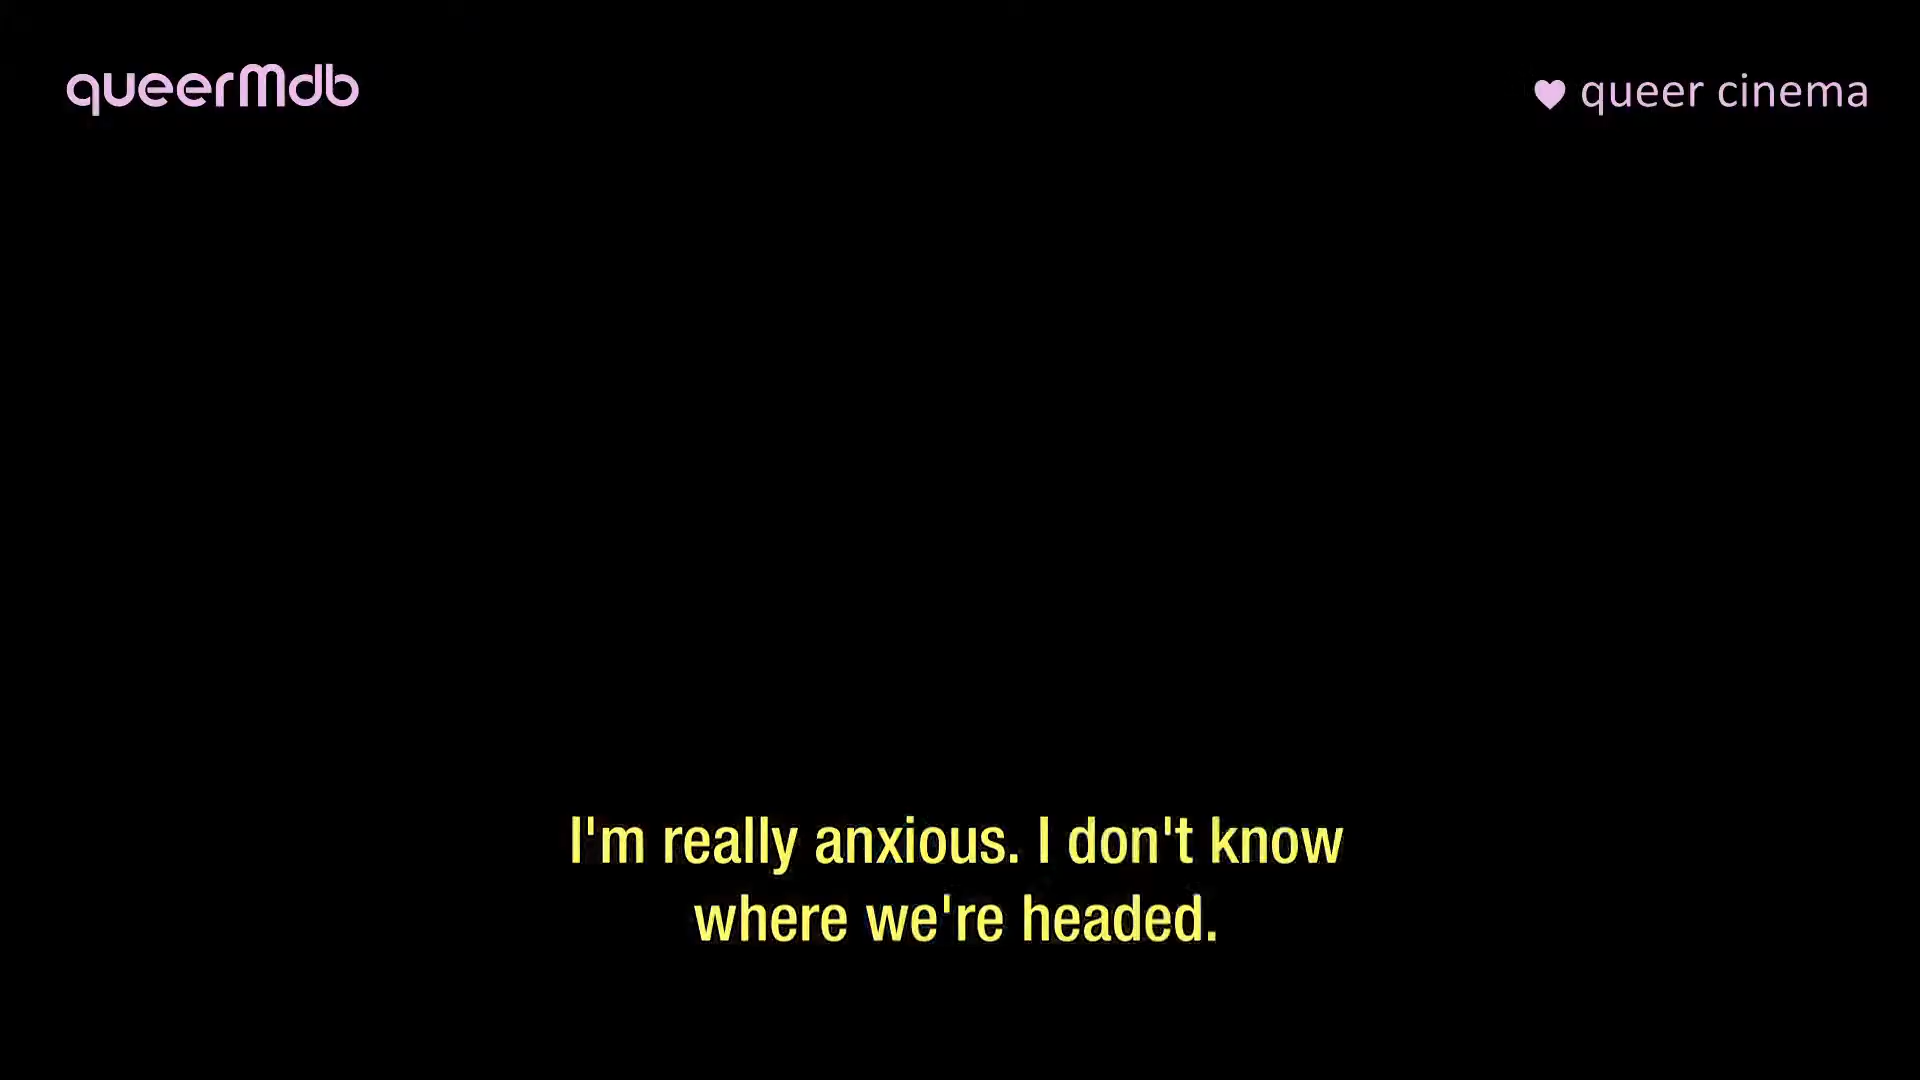 queerMdb
queer cinema
I'm really anxious. I don't know
where we're headed.